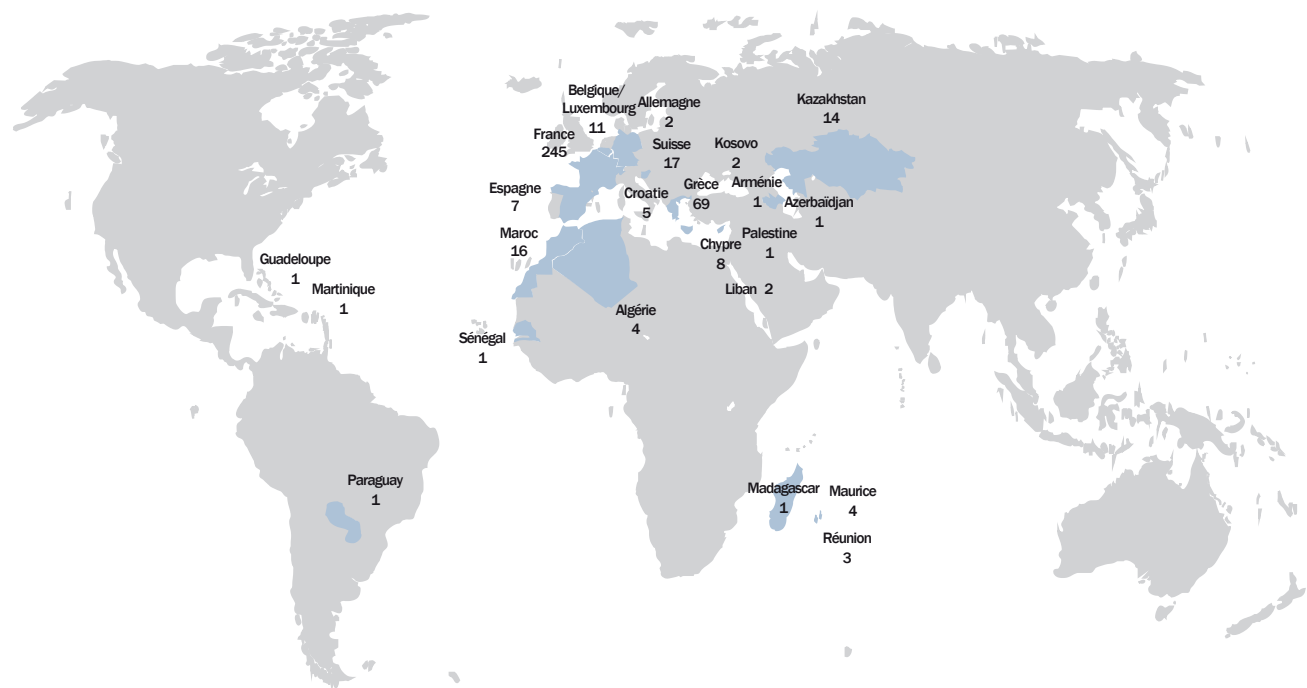 Belgique/
Luxembourg
11
Allemagne
2
Kazakhstan
14
France
245
Suisse
17
Kosovo
2
Espagne
7
Croatie
5
Grèce
69
Arménie
1
Azerbaïdjan
1
Maroc
16
Chypre
8
Palestine
1
Guadeloupe
1
Martinique
1
Liban 2
Algérie
4
Sénégal
1
Paraguay
1
Madagascar
1
Maurice
4
Réunion
3